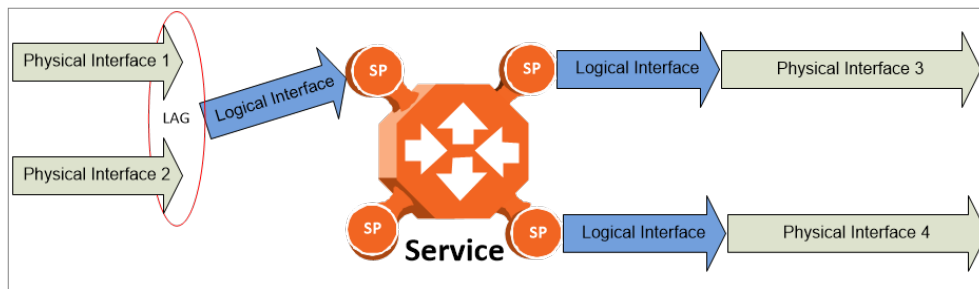 Physical Interface 1
LAG
Physical Interface 2
Logical Interface
SP
SP
SP
SP
Service
Logical Interface
Physical Interface 3
Logical Interface
Physical Interface 4